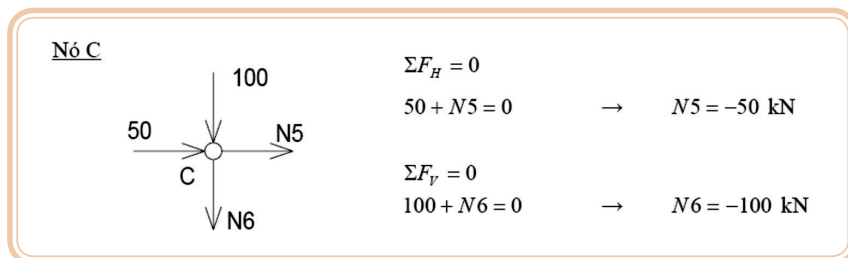 Nó C
100
50
N5
C
N6
ΣF_H = 0
50 + N5 = 0 → N5 = −50 kN
ΣF_V = 0
100 + N6 = 0 → N6 = −100 kN